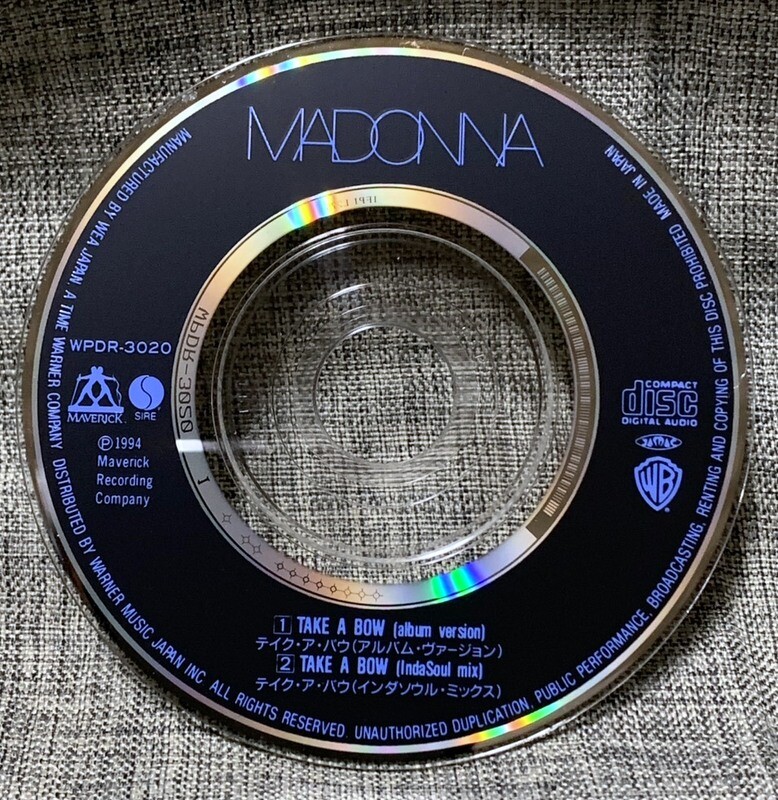 MADONNA
WPDR-3020
MAVERICK
SIRE
Ⓟ1994
Maverick
Recording
Company
COMPACT
disc
DIGITAL AUDIO
JASRAC
WB
WPDR-3020 1
1 TAKE A BOW (album version)
テイク・ア・バウ(アルバム・ヴァージョン)
2 TAKE A BOW (IndaSoul mix)
テイク・ア・バウ(インダソウル・ミックス)
MANUFACTURED BY WEA JAPAN. A TIME WARNER COMPANY DISTRIBUTED BY WARNER MUSIC JAPAN INC ALL RIGHTS RESERVED. UNAUTHORIZED DUPLICATION, PUBLIC PERFORMANCE, BROADCASTING, RENTING AND COPYING OF THIS DISC PROHIBITED MADE IN JAPAN